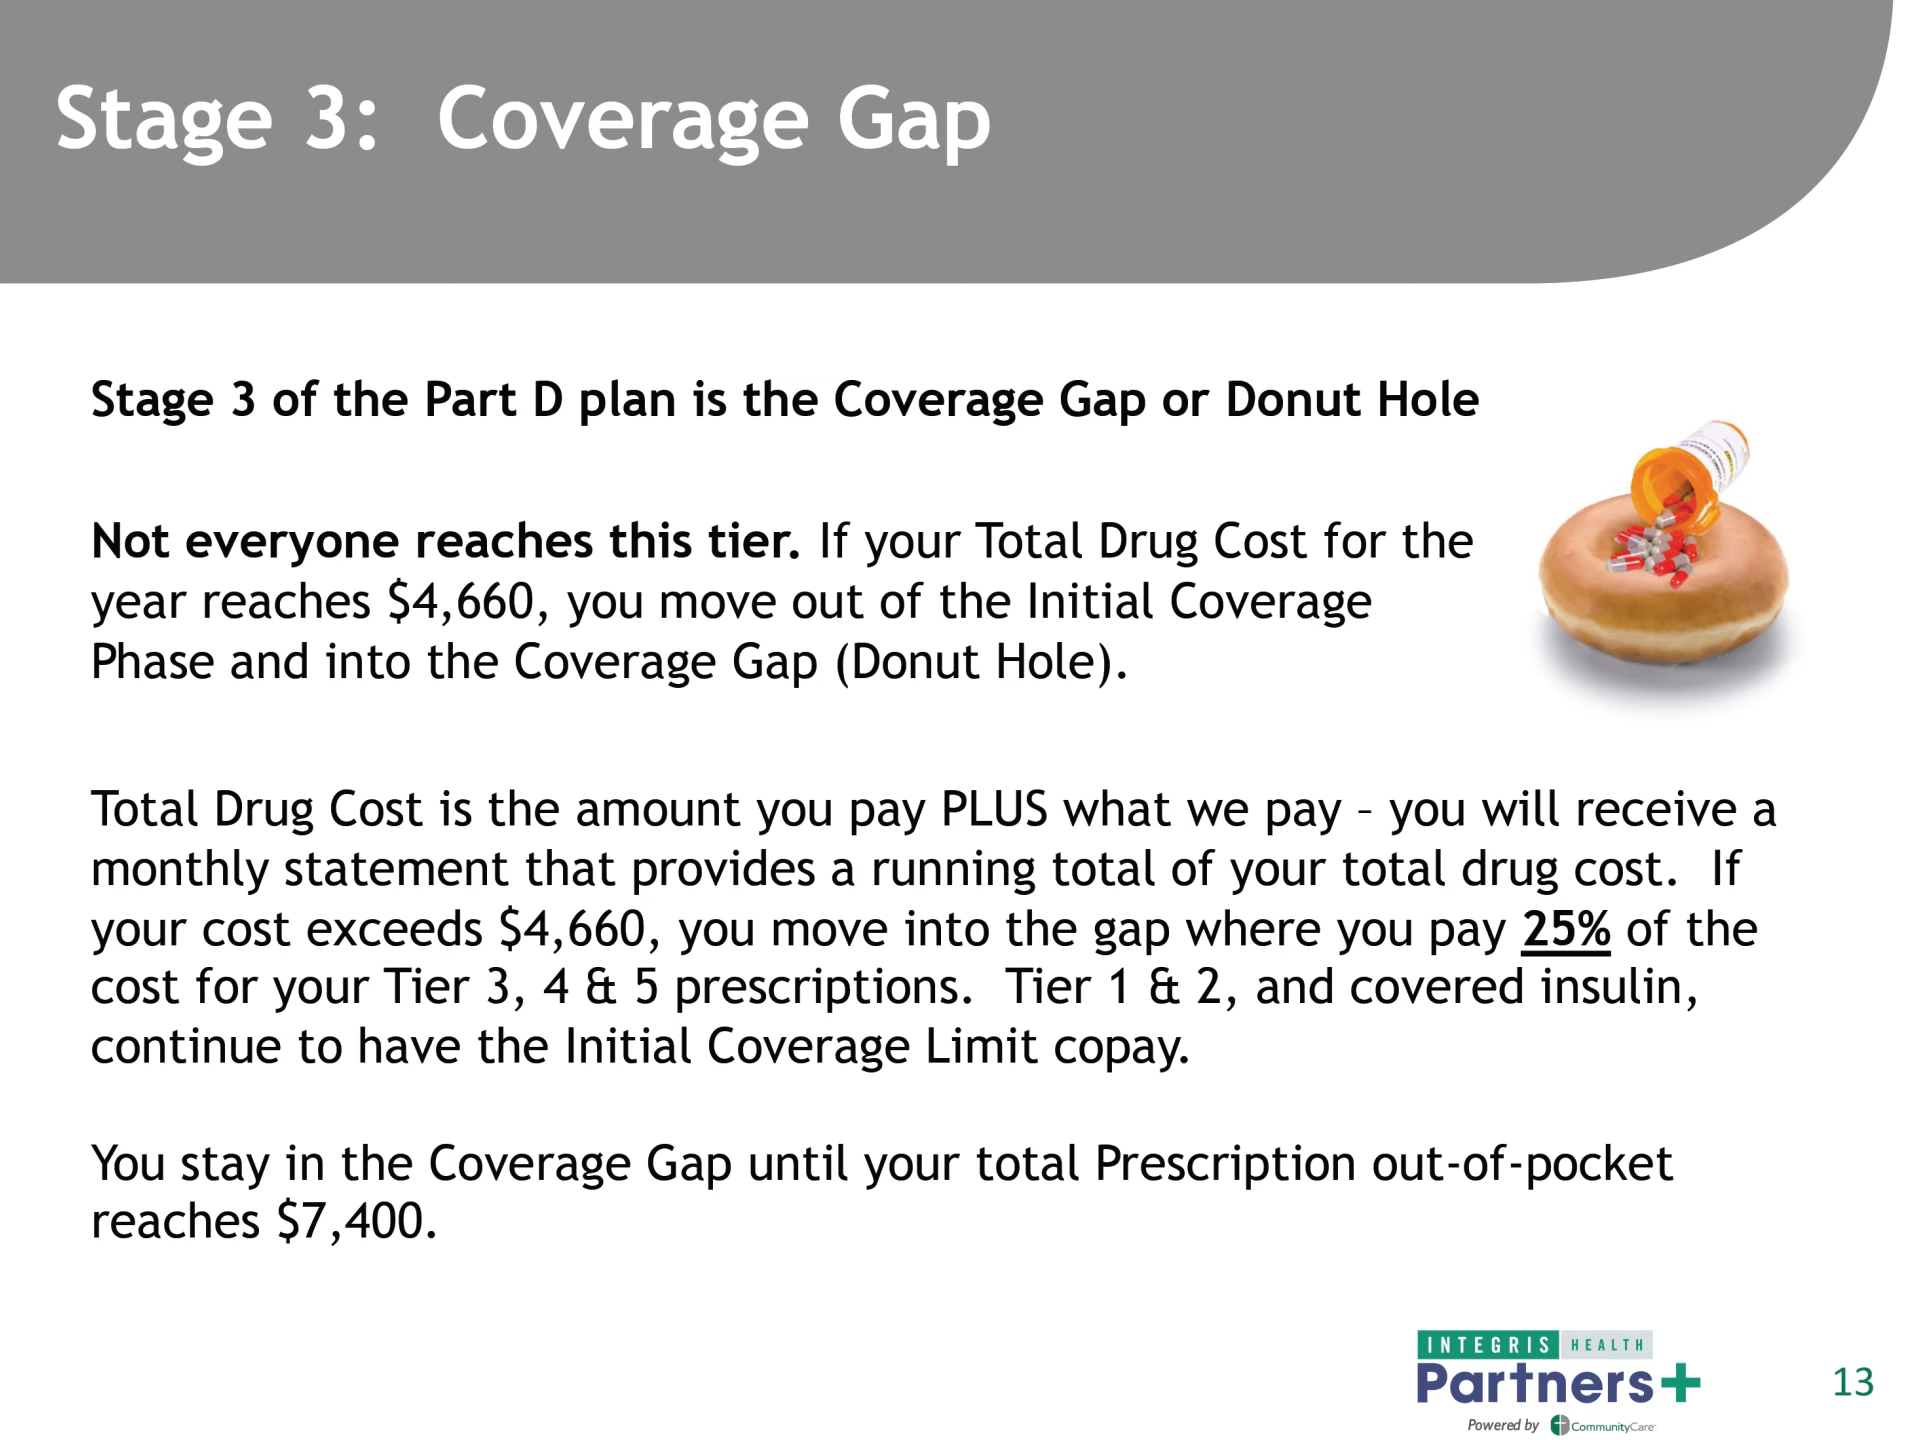 Stage 3:  Coverage Gap
Stage 3 of the Part D plan is the Coverage Gap or Donut Hole
Not everyone reaches this tier. If your Total Drug Cost for the
year reaches $4,660, you move out of the Initial Coverage
Phase and into the Coverage Gap (Donut Hole).
Total Drug Cost is the amount you pay PLUS what we pay – you will receive a
monthly statement that provides a running total of your total drug cost.  If
your cost exceeds $4,660, you move into the gap where you pay 25% of the
cost for your Tier 3, 4 & 5 prescriptions.  Tier 1 & 2, and covered insulin,
continue to have the Initial Coverage Limit copay.
You stay in the Coverage Gap until your total Prescription out-of-pocket
reaches $7,400.
INTEGRIS HEALTH
Partners+
Powered by CommunityCare
13